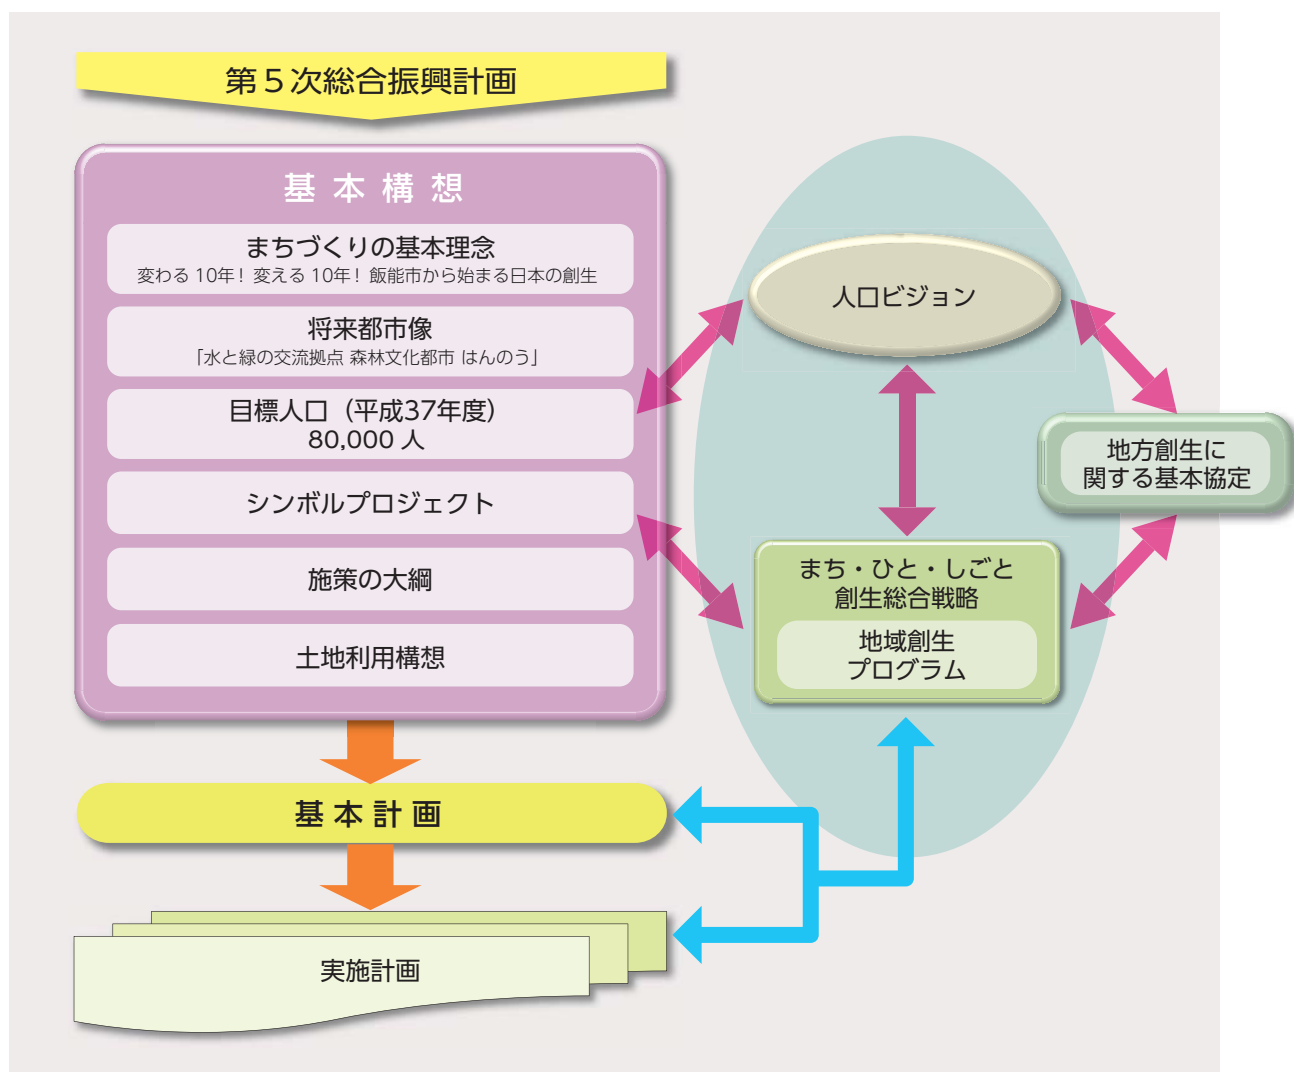 第５次総合振興計画
基本構想
まちづくりの基本理念
変わる 10年！変える 10年！飯能市から始まる日本の創生
将来都市像
「水と緑の交流拠点 森林文化都市 はんのう」
目標人口（平成37年度）
80,000 人
シンボルプロジェクト
施策の大綱
土地利用構想
基本計画
実施計画
人口ビジョン
まち・ひと・しごと
創生総合戦略
地域創生
プログラム
地方創生に
関する基本協定